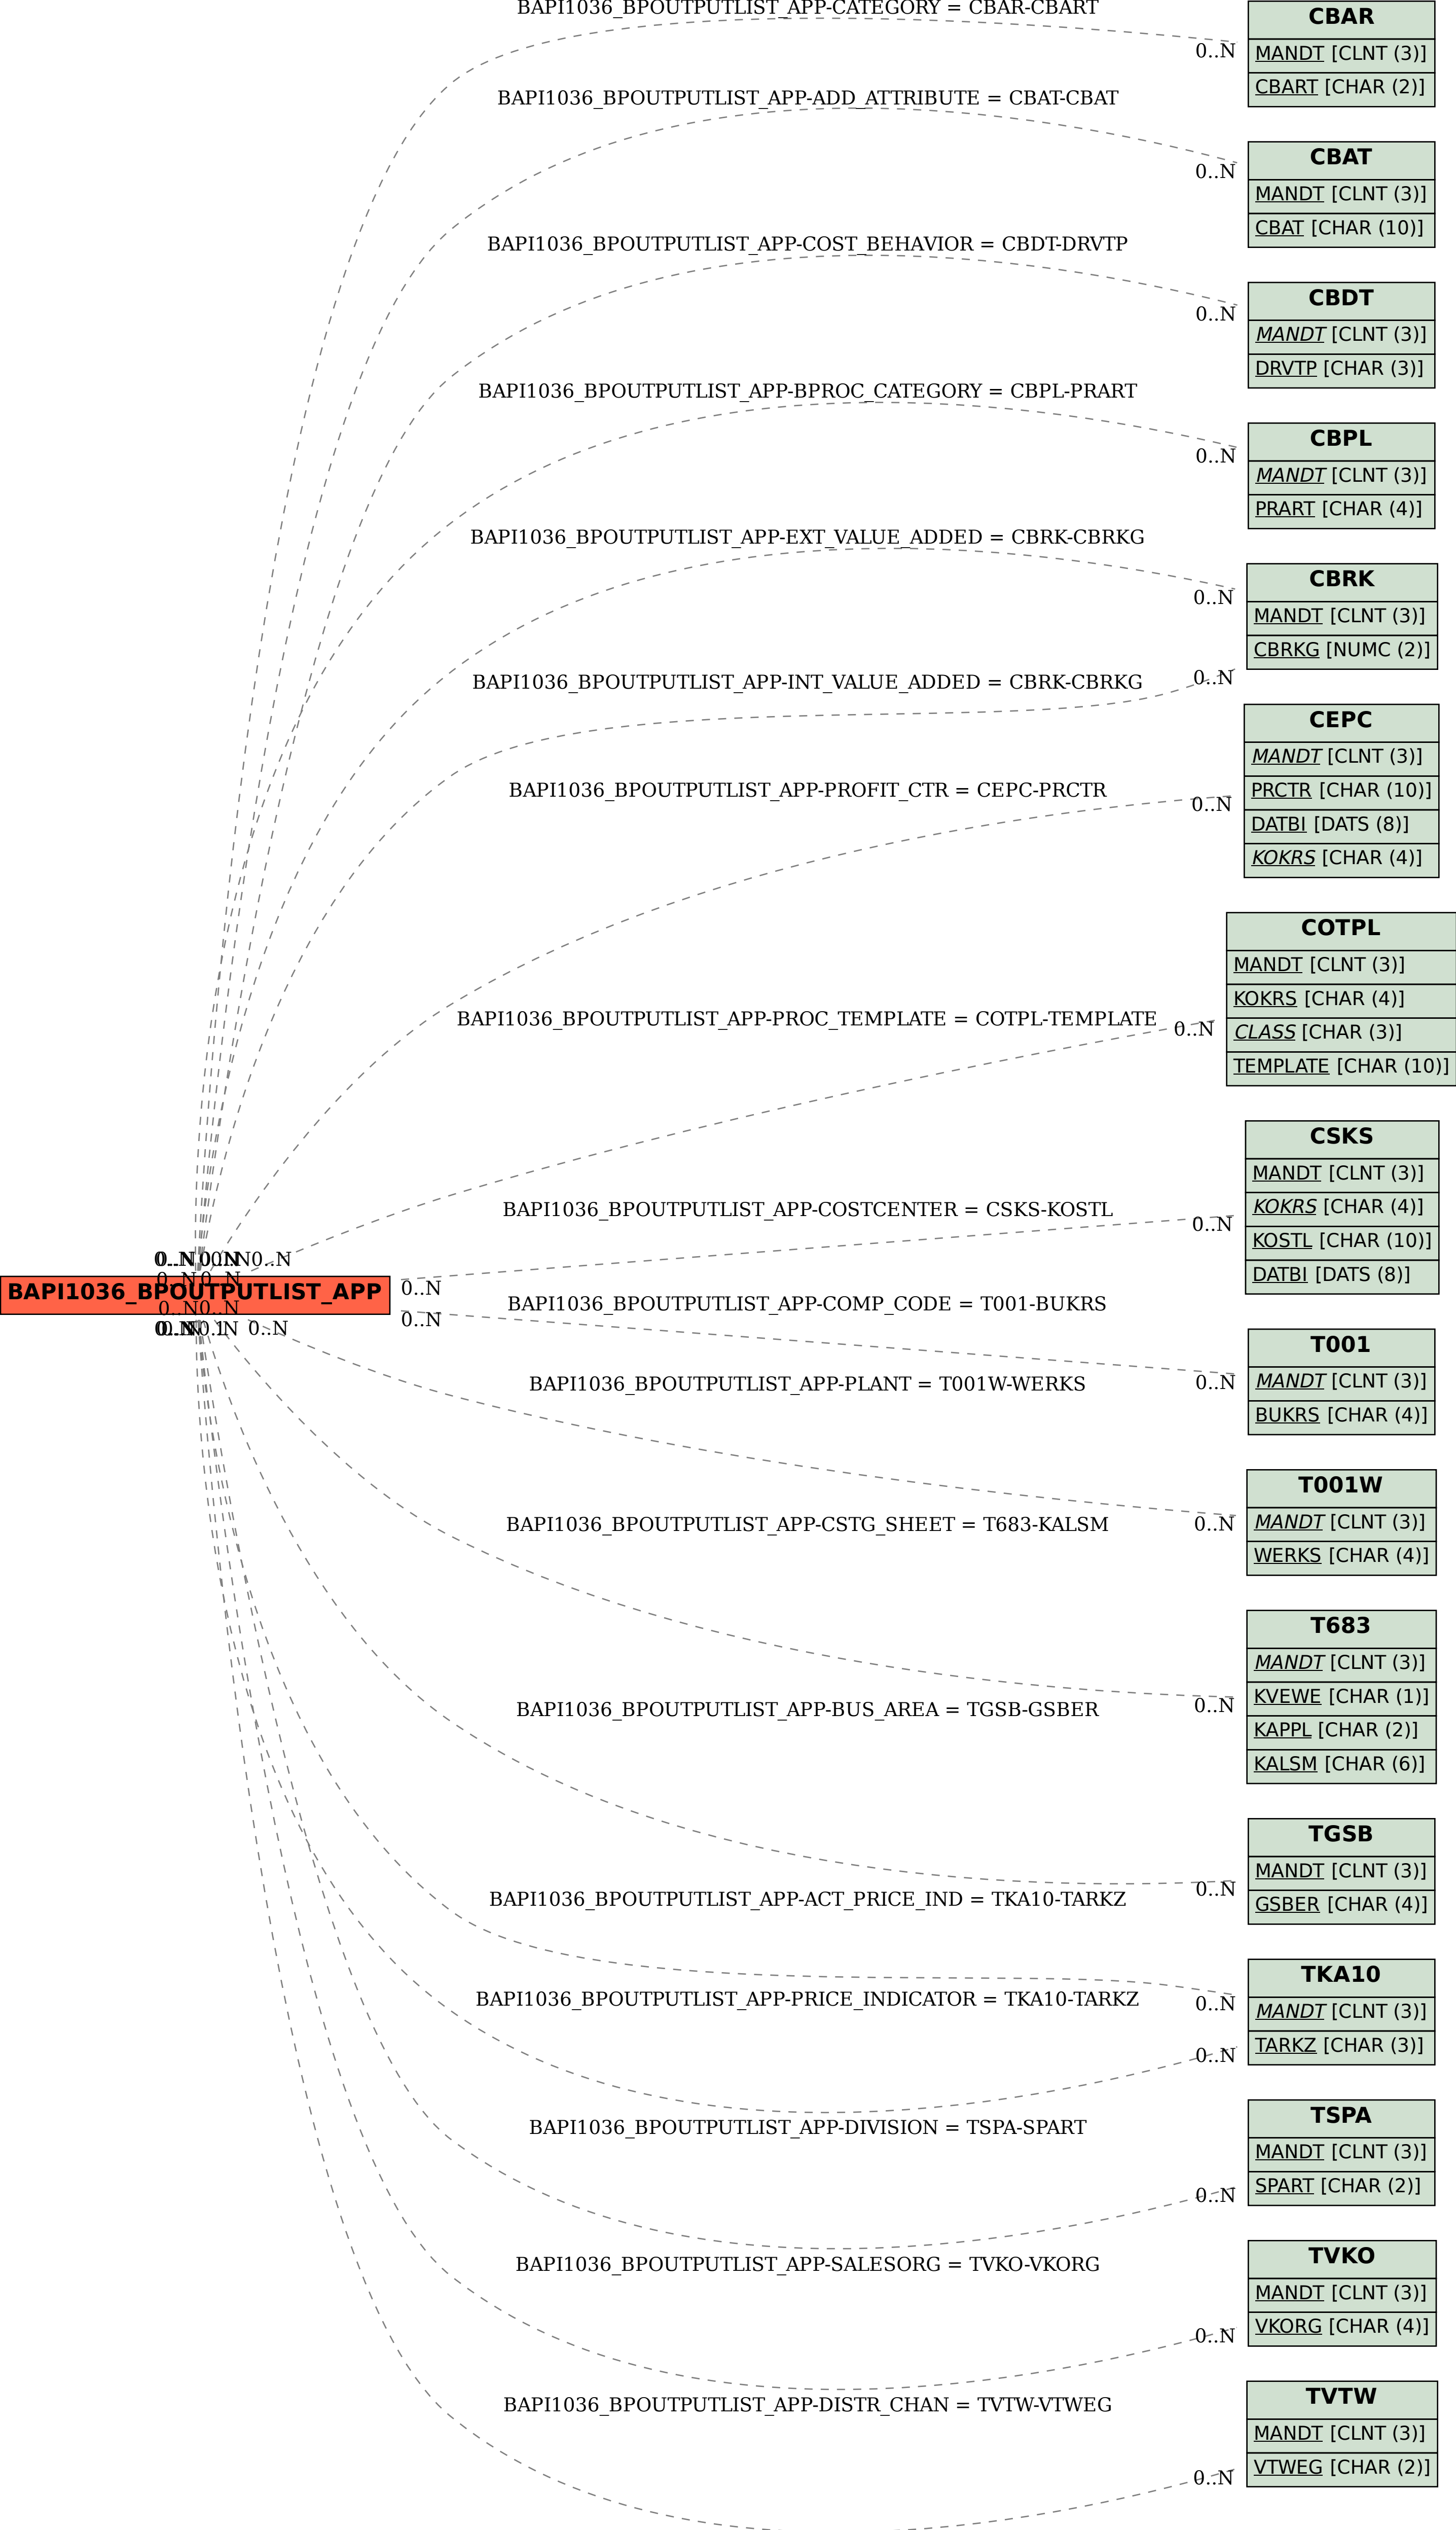 BAPI1036_BPOUTPUTLIST_APP-CATEGORY = CBAR-CBART
0..N
CBAR
MANDT [CLNT (3)]
CBART [CHAR (2)]
BAPI1036_BPOUTPUTLIST_APP-ADD_ATTRIBUTE = CBAT-CBAT
0..N
CBAT
MANDT [CLNT (3)]
CBAT [CHAR (10)]
BAPI1036_BPOUTPUTLIST_APP-COST_BEHAVIOR = CBDT-DRVTP
0..N
CBDT
MANDT [CLNT (3)]
DRVTP [CHAR (3)]
BAPI1036_BPOUTPUTLIST_APP-BPROC_CATEGORY = CBPL-PRART
0..N
CBPL
MANDT [CLNT (3)]
PRART [CHAR (4)]
BAPI1036_BPOUTPUTLIST_APP-EXT_VALUE_ADDED = CBRK-CBRKG
0..N
CBRK
MANDT [CLNT (3)]
CBRKG [NUMC (2)]
BAPI1036_BPOUTPUTLIST_APP-INT_VALUE_ADDED = CBRK-CBRKG
0..N
CEPC
MANDT [CLNT (3)]
PRCTR [CHAR (10)]
DATBI [DATS (8)]
KOKRS [CHAR (4)]
BAPI1036_BPOUTPUTLIST_APP-PROFIT_CTR = CEPC-PRCTR
0..N
COTPL
MANDT [CLNT (3)]
KOKRS [CHAR (4)]
CLASS [CHAR (3)]
TEMPLATE [CHAR (10)]
BAPI1036_BPOUTPUTLIST_APP-PROC_TEMPLATE = COTPL-TEMPLATE
0..N
CSKS
MANDT [CLNT (3)]
KOKRS [CHAR (4)]
KOSTL [CHAR (10)]
DATBI [DATS (8)]
BAPI1036_BPOUTPUTLIST_APP-COSTCENTER = CSKS-KOSTL
0..N
0..N
0..N
0..N
BAPI1036_BPOUTPUTLIST_APP
0..N
0..N
0..N
0..N
0..N
0..N
BAPI1036_BPOUTPUTLIST_APP-COMP_CODE = T001-BUKRS
0..N
T001
MANDT [CLNT (3)]
BUKRS [CHAR (4)]
BAPI1036_BPOUTPUTLIST_APP-PLANT = T001W-WERKS
0..N
T001W
MANDT [CLNT (3)]
WERKS [CHAR (4)]
BAPI1036_BPOUTPUTLIST_APP-CSTG_SHEET = T683-KALSM
0..N
T683
MANDT [CLNT (3)]
KVEWE [CHAR (1)]
KAPPL [CHAR (2)]
KALSM [CHAR (6)]
BAPI1036_BPOUTPUTLIST_APP-BUS_AREA = TGSB-GSBER
0..N
TGSB
MANDT [CLNT (3)]
GSBER [CHAR (4)]
BAPI1036_BPOUTPUTLIST_APP-ACT_PRICE_IND = TKA10-TARKZ
0..N
TKA10
MANDT [CLNT (3)]
TARKZ [CHAR (3)]
BAPI1036_BPOUTPUTLIST_APP-PRICE_INDICATOR = TKA10-TARKZ
0..N
TSPA
MANDT [CLNT (3)]
SPART [CHAR (2)]
BAPI1036_BPOUTPUTLIST_APP-DIVISION = TSPA-SPART
0..N
TVKO
MANDT [CLNT (3)]
VKORG [CHAR (4)]
BAPI1036_BPOUTPUTLIST_APP-SALESORG = TVKO-VKORG
0..N
TVTW
MANDT [CLNT (3)]
VTWEG [CHAR (2)]
BAPI1036_BPOUTPUTLIST_APP-DISTR_CHAN = TVTW-VTWEG
0..N